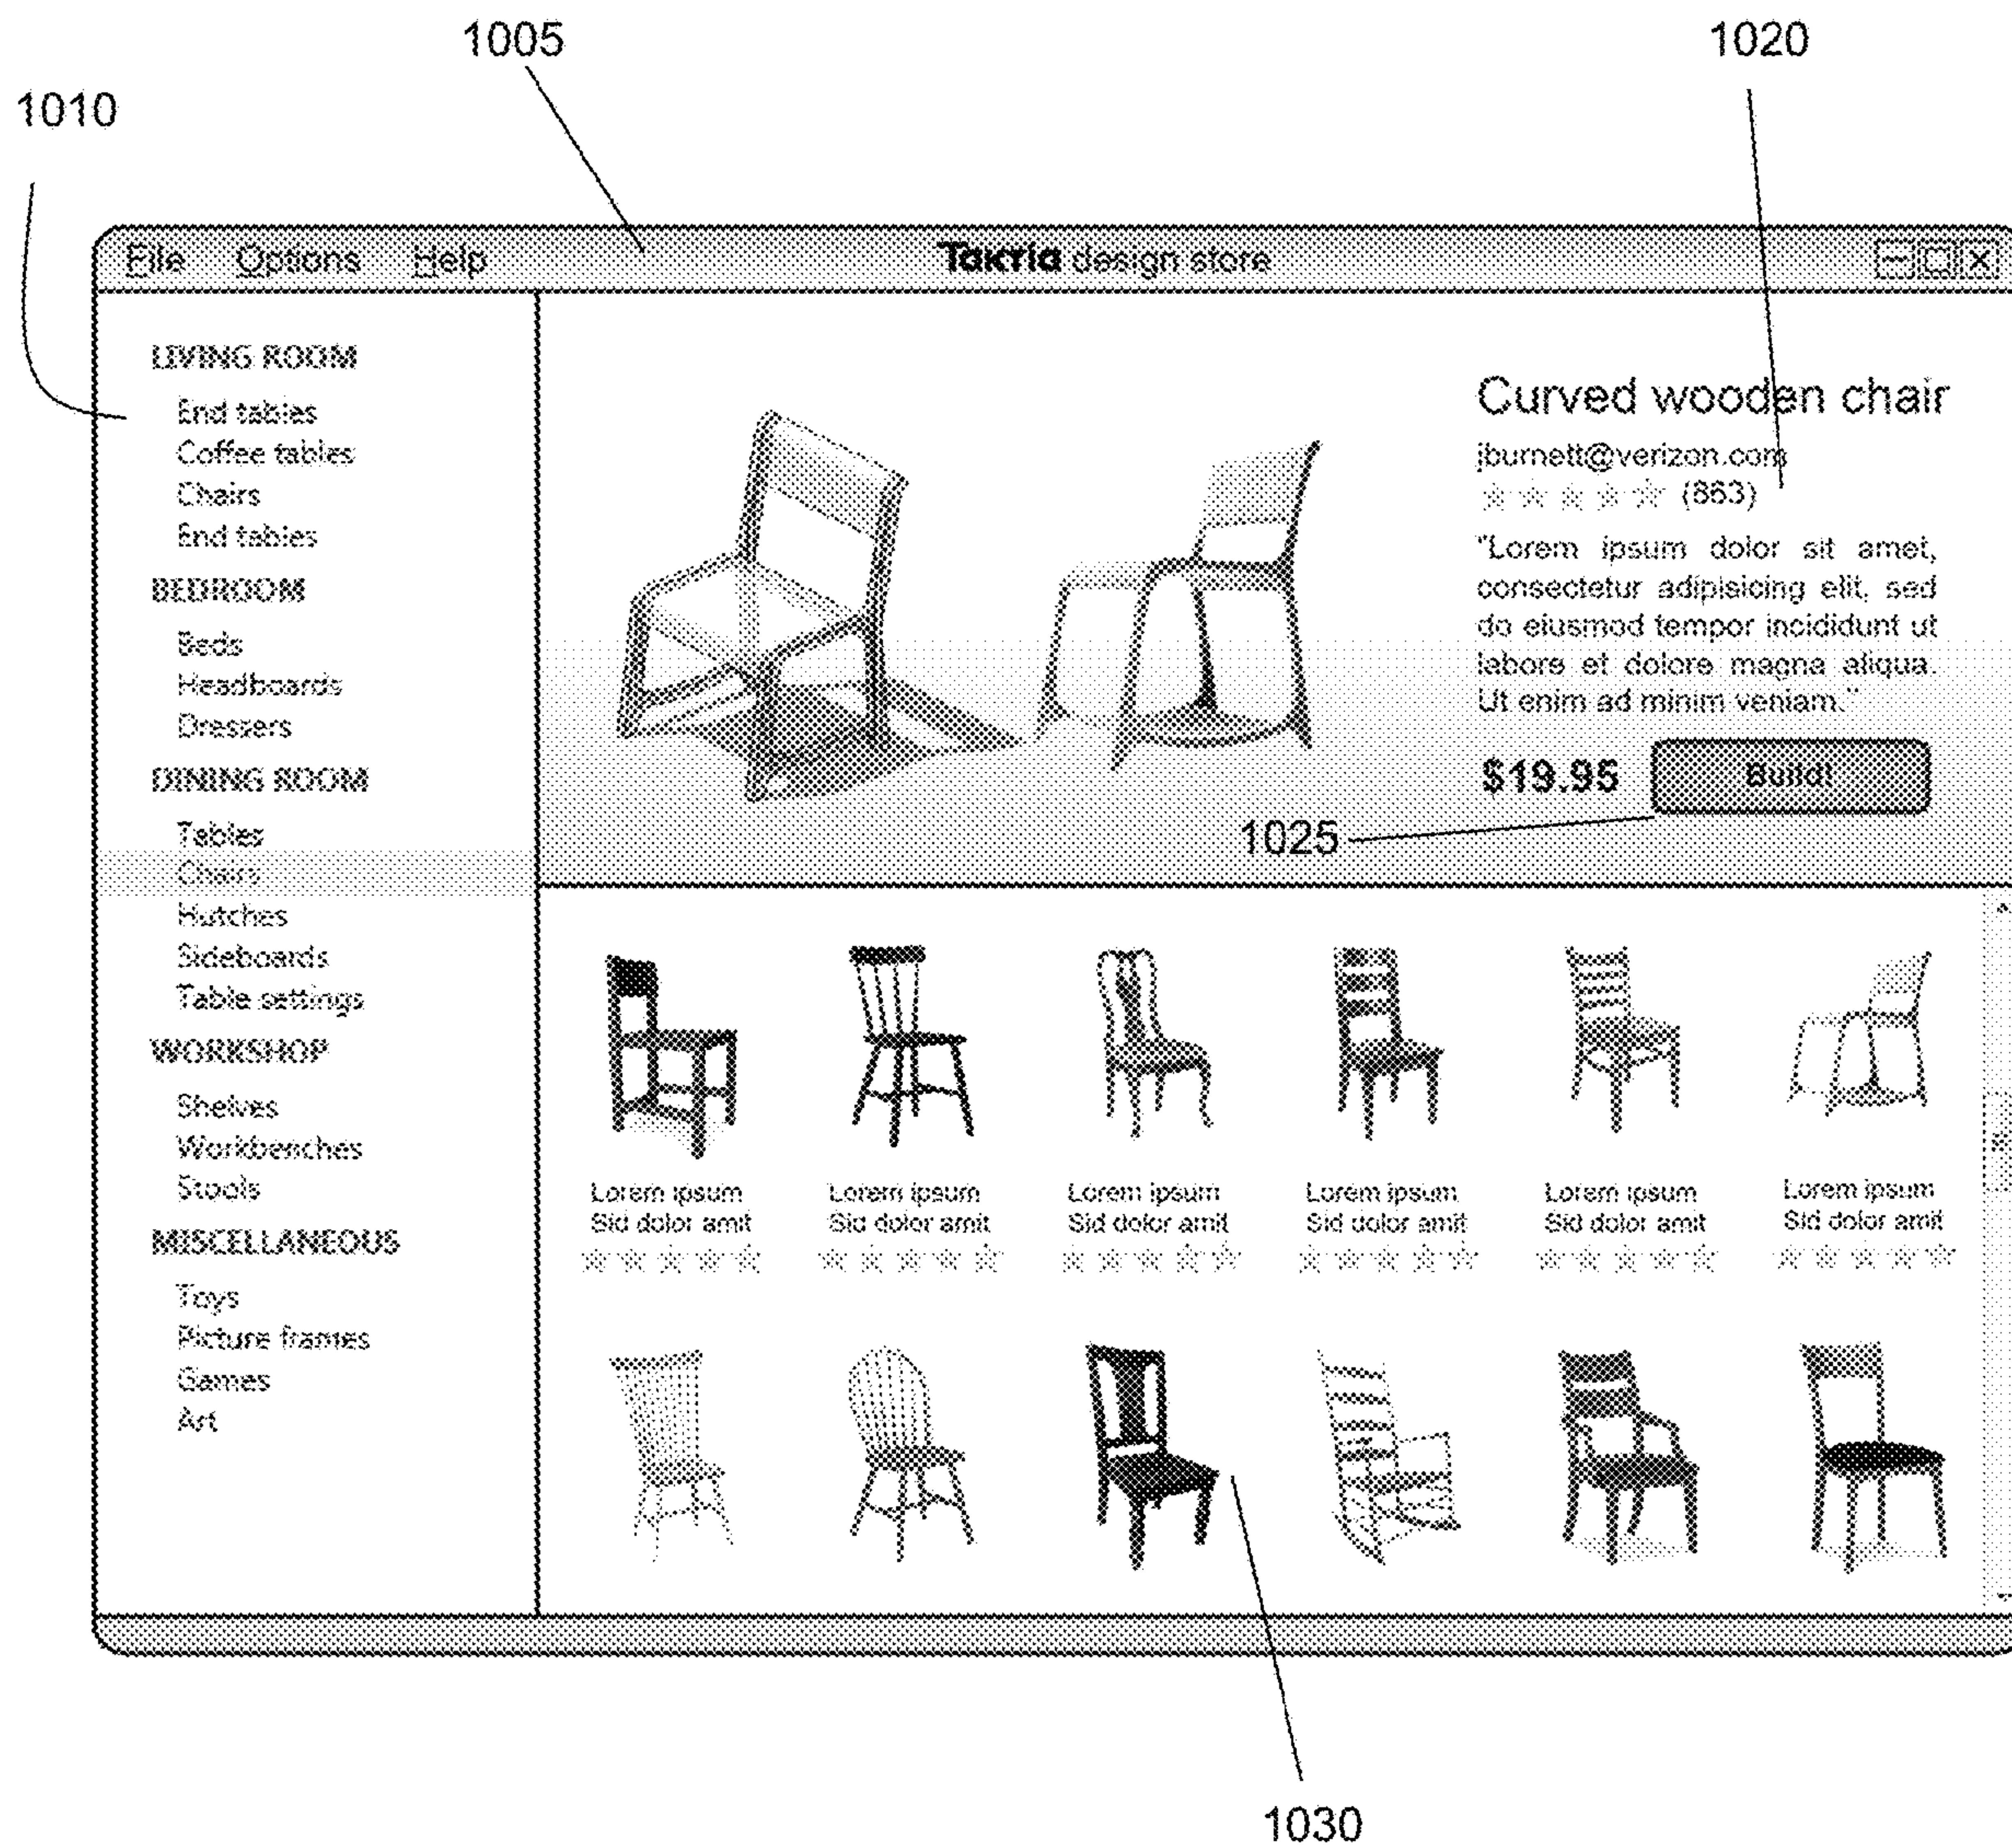 1005
1020
1010
File Options Help
Taktia design store
LIVING ROOM
End tables
Coffee tables
Chairs
End tables
BEDROOM
Beds
Headboards
Dressers
DINING ROOM
Tables
Chairs
Hutches
Sideboards
Table settings
WORKSHOP
Shelves
Workbenches
Stools
MISCELLANEOUS
Toys
Picture frames
Games
Art
Curved wooden chair
jburnett@verizon.com
(863)
"Lorem ipsum dolor sit amet,
consectetur adipisicing elit, sed
do eiusmod tempor incididunt ut
labore et dolore magna aliqua.
Ut enim ad minim veniam."
$19.95 Build!
1025
Lorem ipsum Lorem ipsum Lorem ipsum Lorem ipsum Lorem ipsum Lorem ipsum
Sid dolor amit Sid dolor amit Sid dolor amit Sid dolor amit Sid dolor amit Sid dolor amit
1030